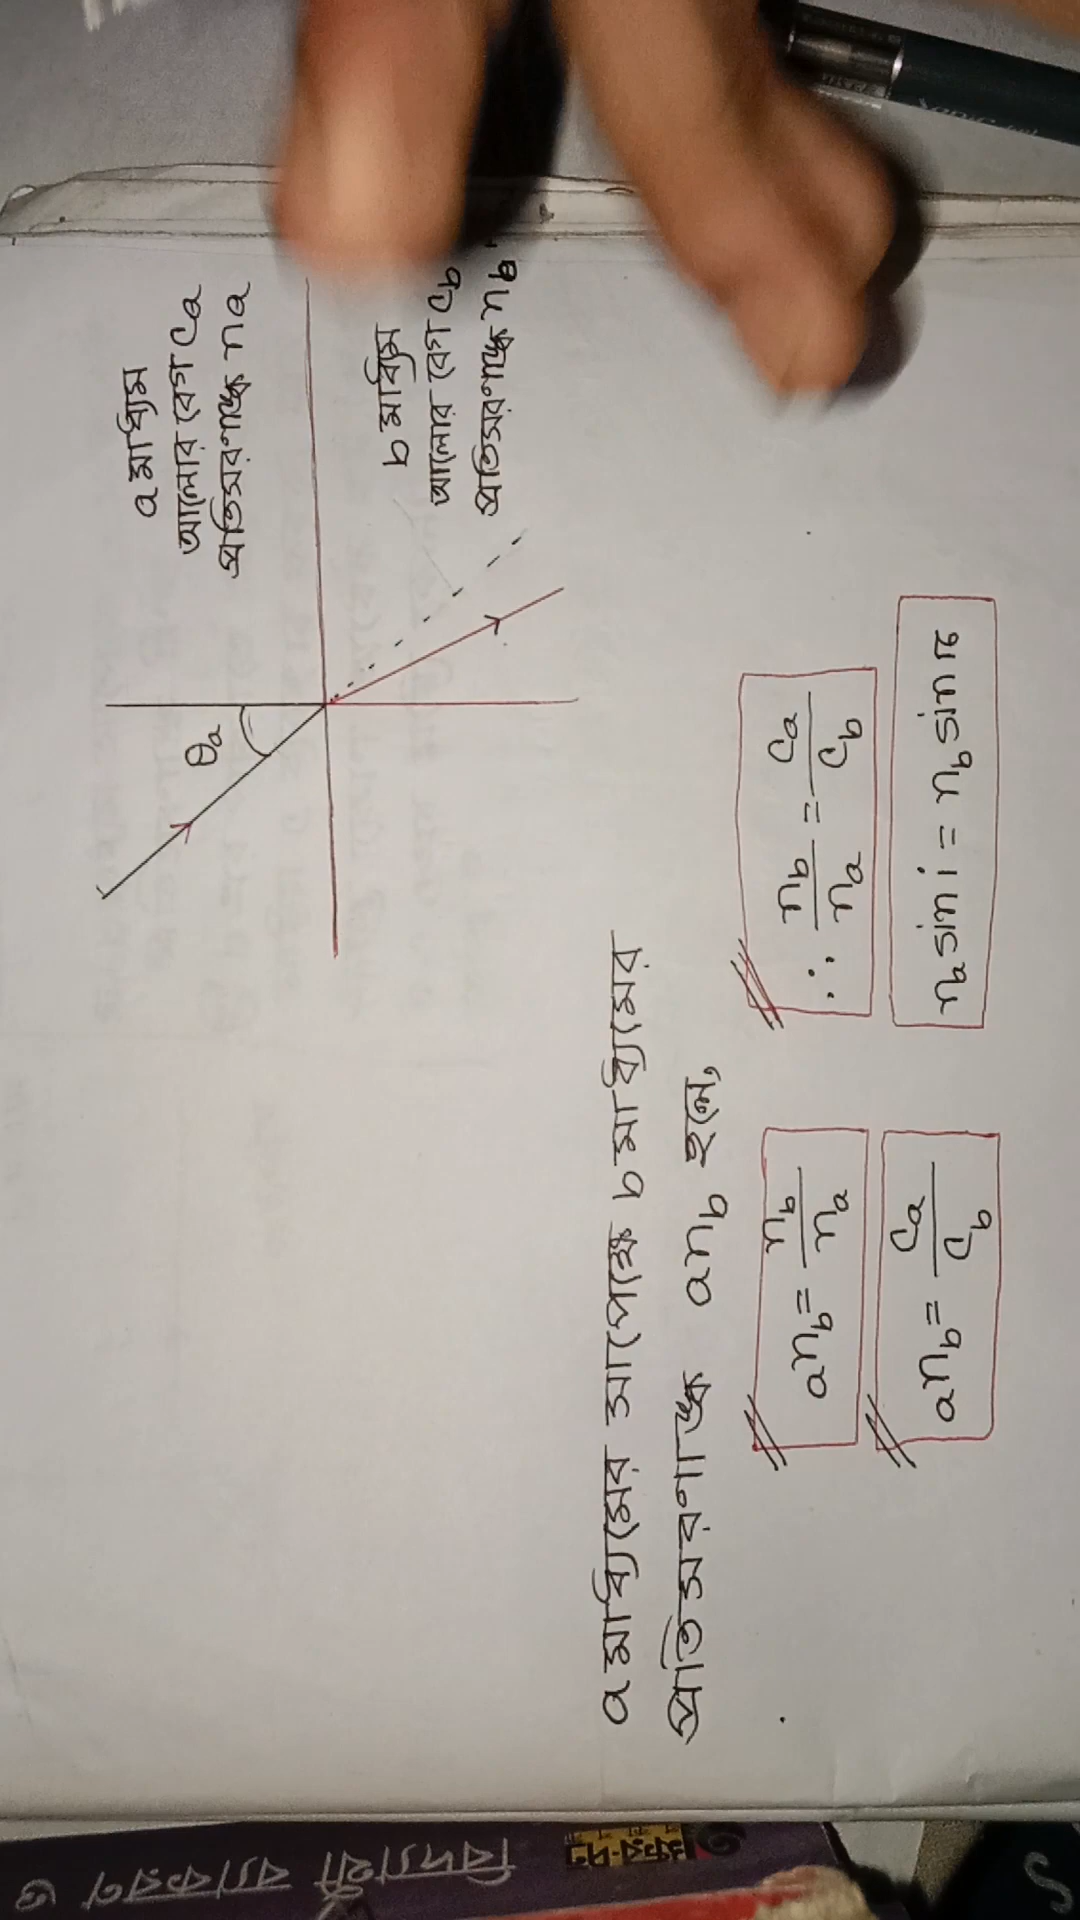 a মাধ্যম
আলোর বেগ Ca
প্রতিসরণাঙ্ক na
θa
b মাধ্যম
আলোর বেগ Cb
প্রতিসরণাঙ্ক nb
a মাধ্যমের সাপেক্ষে b মাধ্যমের
প্রতিসরণাঙ্ক anb হলে,
anb = nb/na
∴ nb/na = Ca/Cb
anb = Ca/Cb
na sin i = nb sin r
বিদ্যার্থী ব্যাকরণ ও